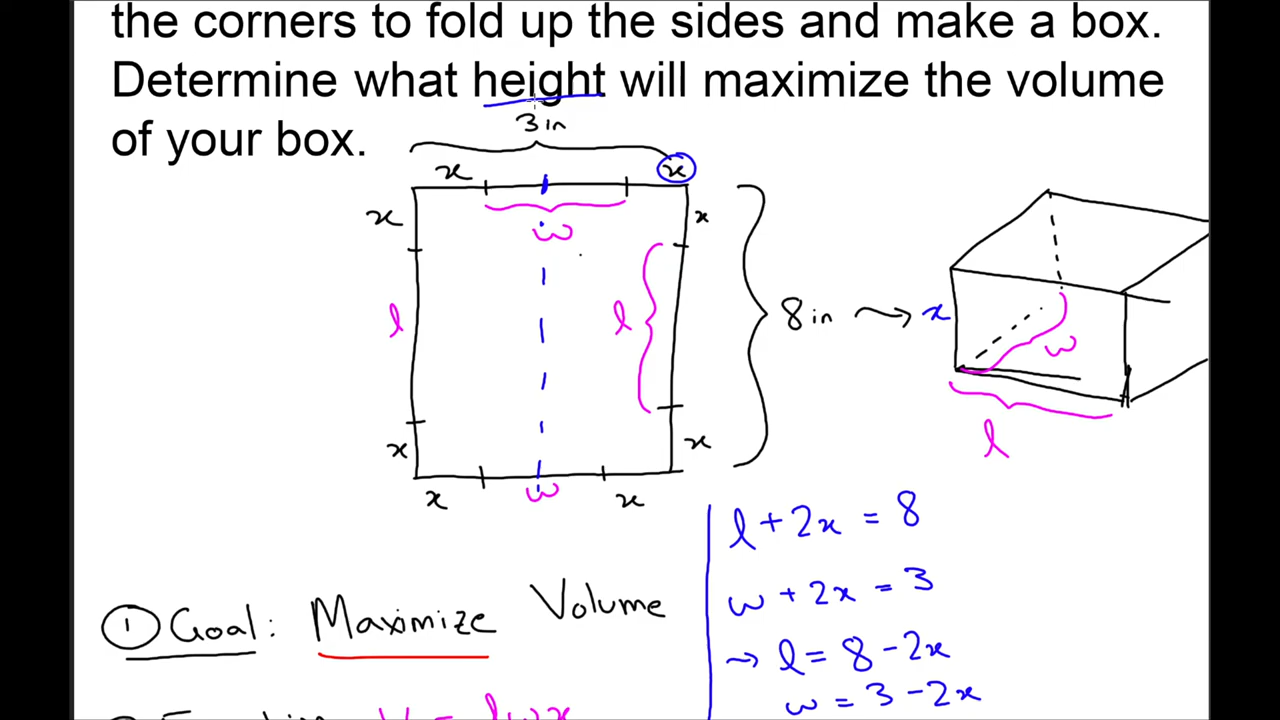 the corners to fold up the sides and make a box.
Determine what height will maximize the volume
of your box.
3 in
x
x
x
x
w
l
l
8 in
x
w
l
x
x
x
w
x
l + 2x = 8
w + 2x = 3
→ l = 8 - 2x
w = 3 - 2x
① Goal: Maximize Volume
V = lwx